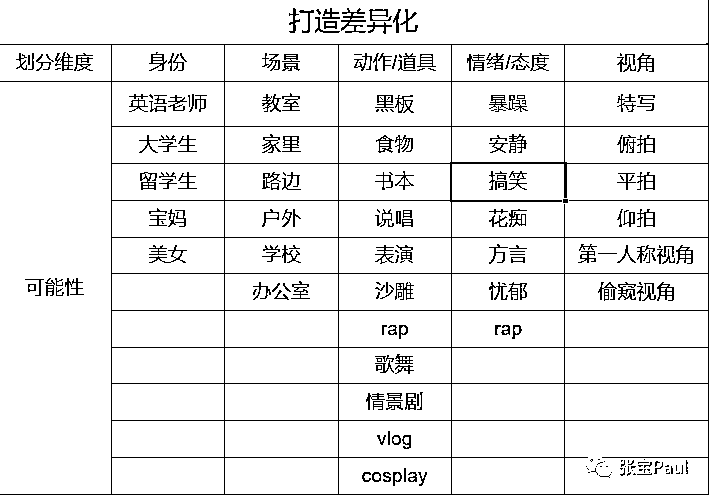 打造差异化
划分维度 身份 场景 动作/道具 情绪/态度 视角
英语老师 教室 黑板 暴躁 特写
大学生 家里 食物 安静 俯拍
留学生 路边 书本 搞笑 平拍
宝妈 户外 说唱 花痴 仰拍
美女 学校 表演 方言 第一人称视角
可能性 办公室 沙雕 忧郁 偷窥视角
rap rap
歌舞
情景剧
vlog
cosplay
张宝Paul